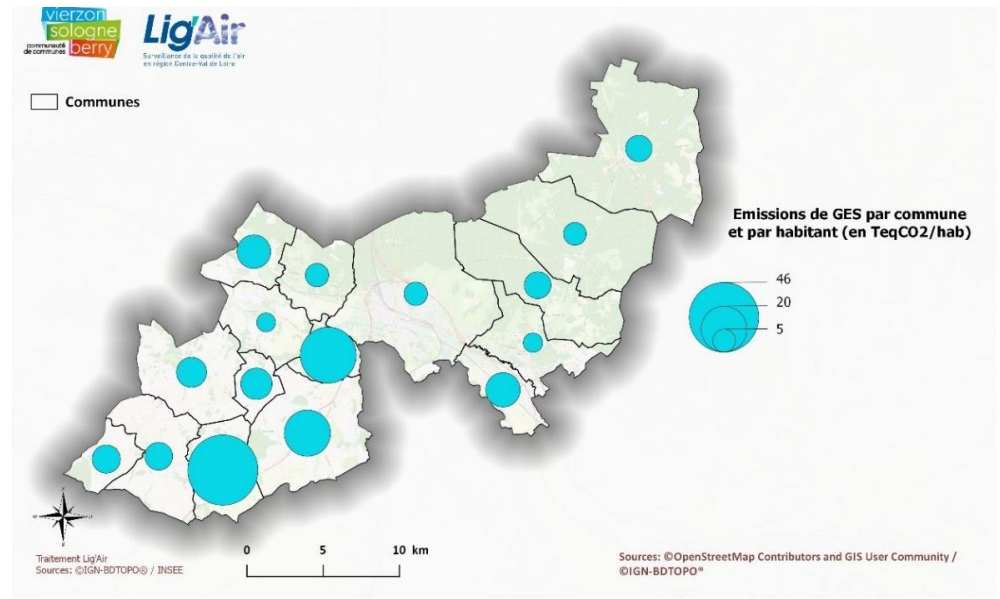 vierzon
sologne
berry
communauté
de communes
Lig'Air
Surveillance de la qualité de l'air
en région Centre-Val de Loire
Communes
Emissions de GES par commune
et par habitant (en TeqCO2/hab)
46
20
5
0 5 10 km
Traitement Lig'Air
Sources: ©IGN-BDTOPO® / INSEE
Sources: ©OpenStreetMap Contributors and GIS User Community /
©IGN-BDTOPO®